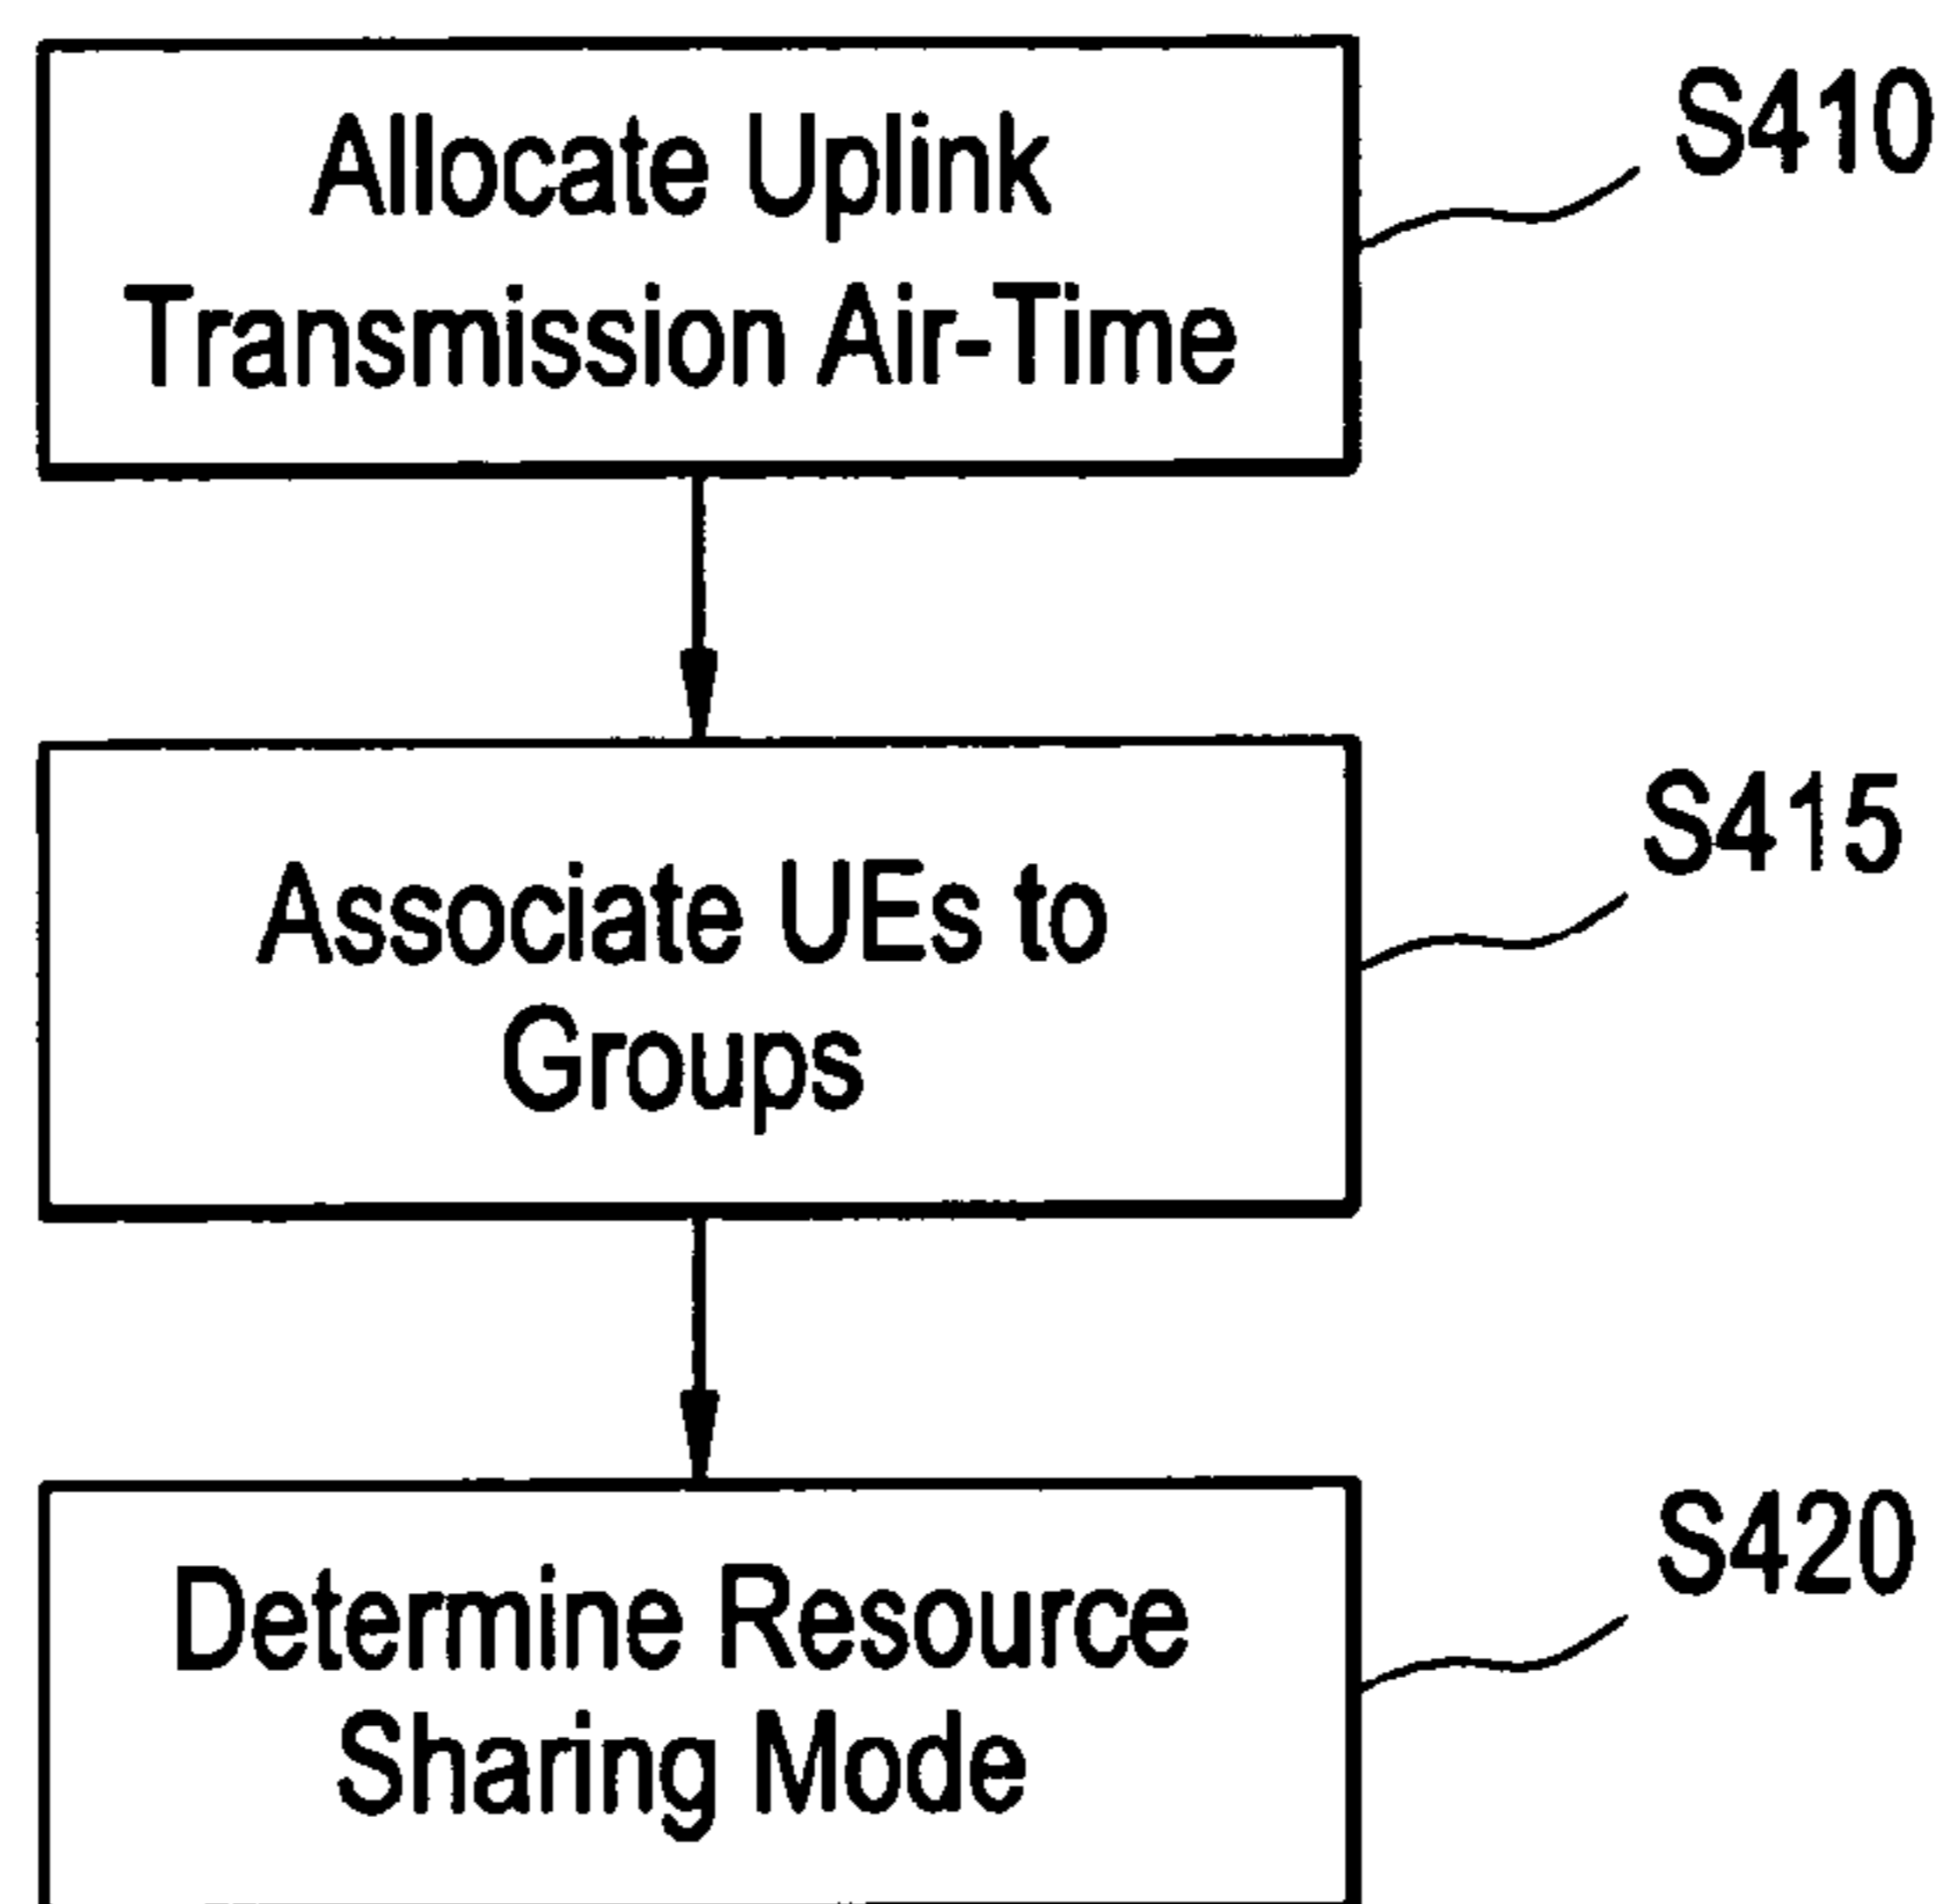 Allocate Uplink
Transmission Air-Time
S410
Associate UEs to
Groups
S415
Determine Resource
Sharing Mode
S420